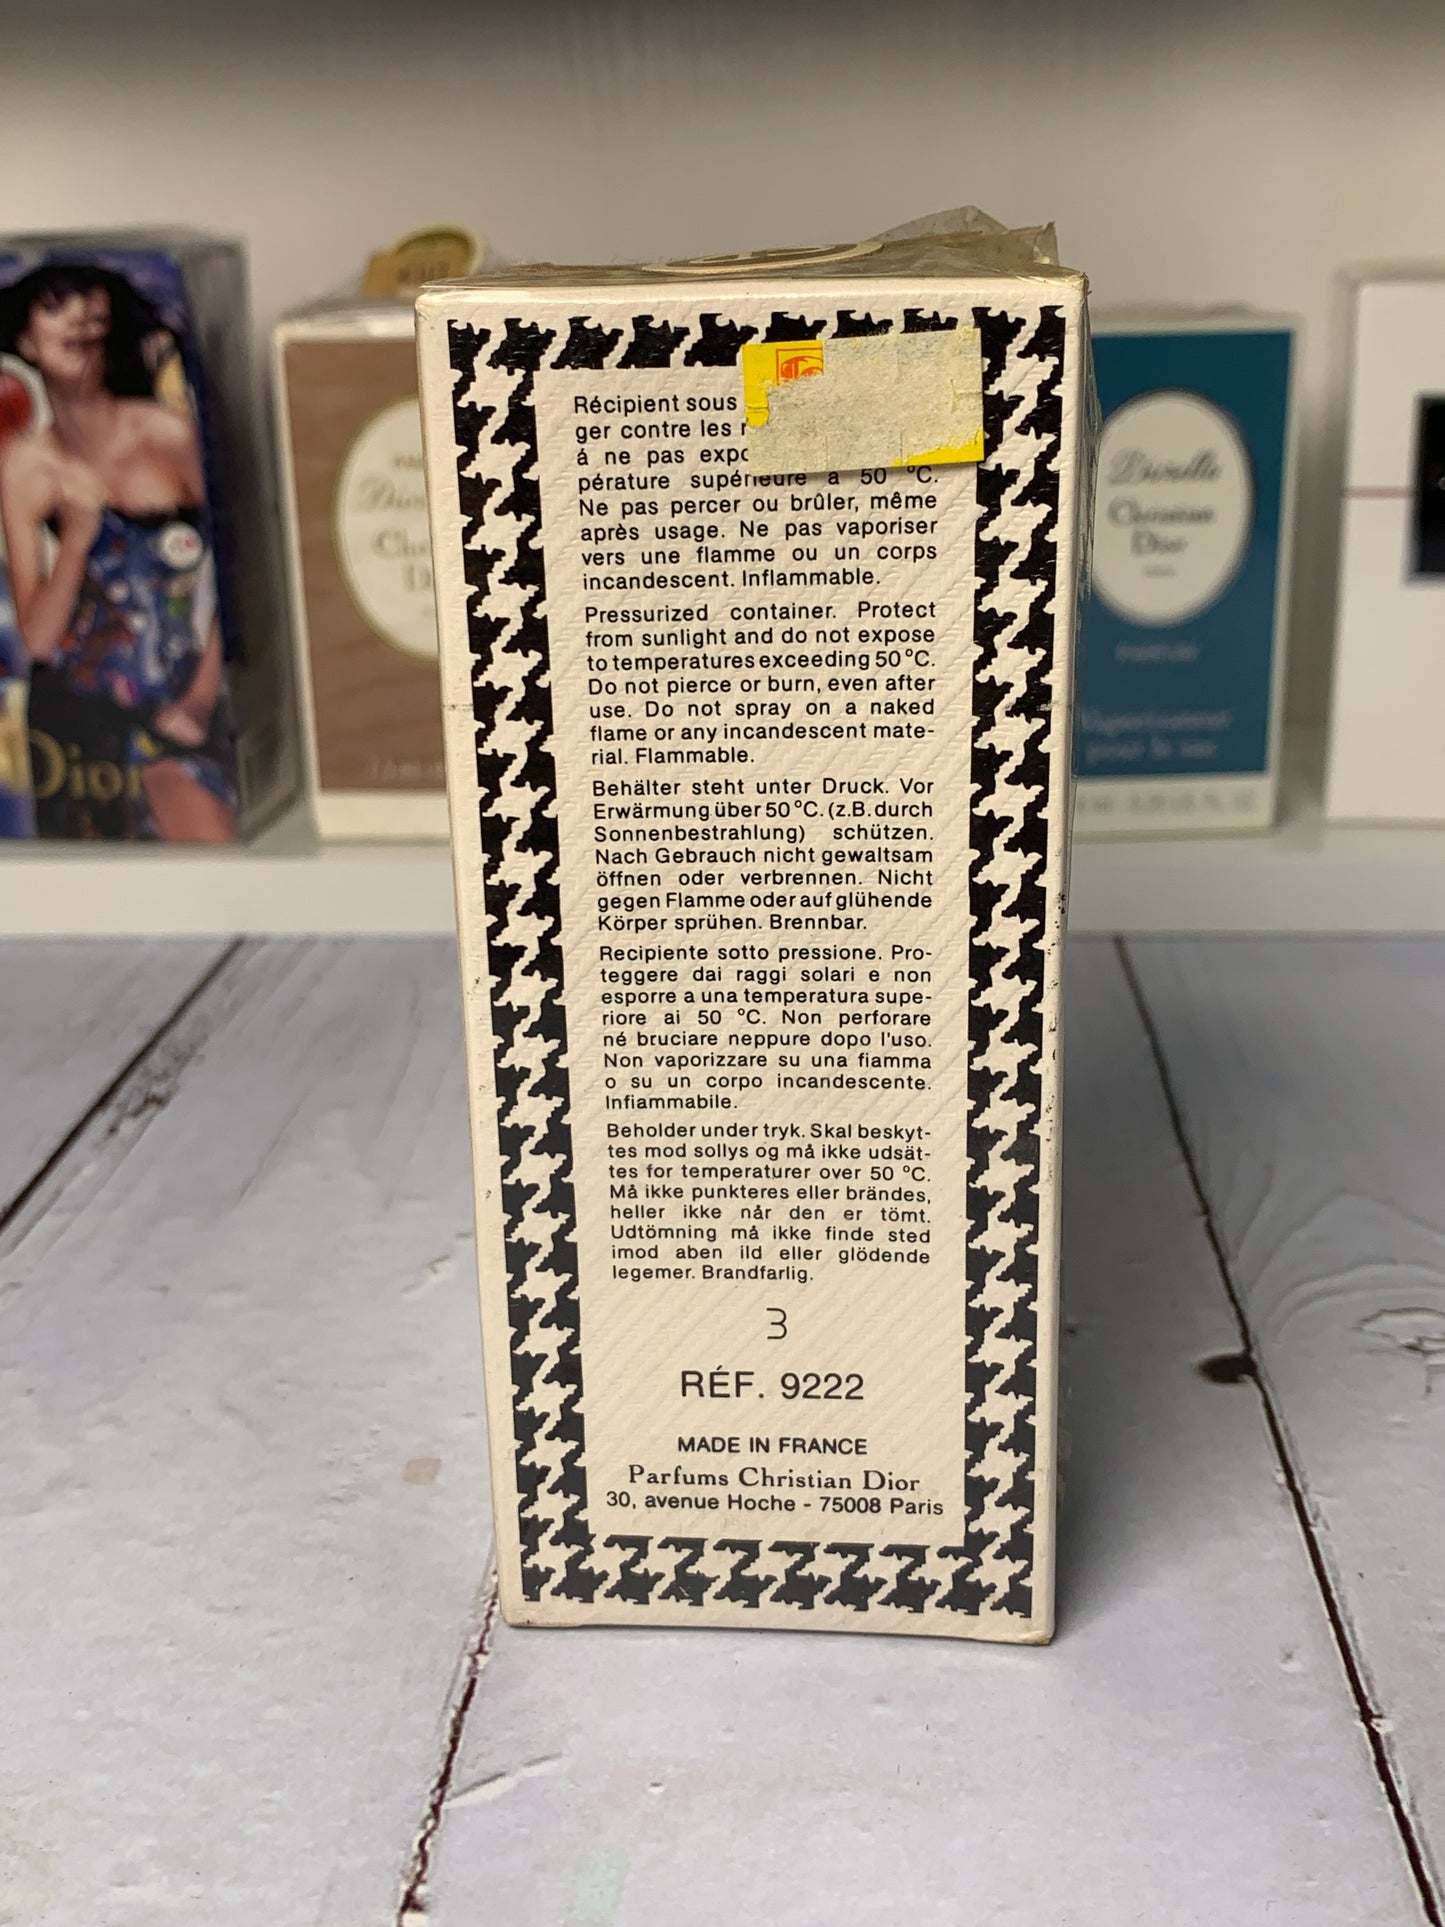 Récipient sous
ger contre les
á ne pas
pérature supérieure à 50 °C.
Ne pas percer ou brûler, même
après usage. Ne pas vaporiser
vers une flamme ou un corps
incandescent. Inflammable.
Pressurized container. Protect
from sunlight and do not expose
to temperatures exceeding 50 °C.
Do not pierce or burn, even after
use. Do not spray on a naked
flame or any incandescent mate-
rial. Flammable.
Behälter steht unter Druck. Vor
Erwärmung über 50 °C. (z.B. durch
Sonnenbestrahlung) schützen.
Nach Gebrauch nicht gewaltsam
öffnen oder verbrennen. Nicht
gegen Flamme oder auf glühende
Körper sprühen. Brennbar.
Recipiente sotto pressione. Pro-
teggere dai raggi solari e non
esporre a una temperatura supe-
riore ai 50 °C. Non perforare
né bruciare neppure dopo l'uso.
Non vaporizzare su una fiamma
o su un corpo incandescente.
Infiammabile.
Beholder under tryk. Skal beskyt-
tes mod sollys og må ikke udsät-
tes for temperaturer over 50 °C.
Må ikke punkteres eller brändes,
heller ikke når den er tömt.
Udtömning må ikke finde sted
imod aben ild eller glödende
legemer. Brandfarlig.
3
RÉF. 9222
MADE IN FRANCE
Parfums Christian Dior
30, avenue Hoche - 75008 Paris
Dior
Diorella
Christian
Dior